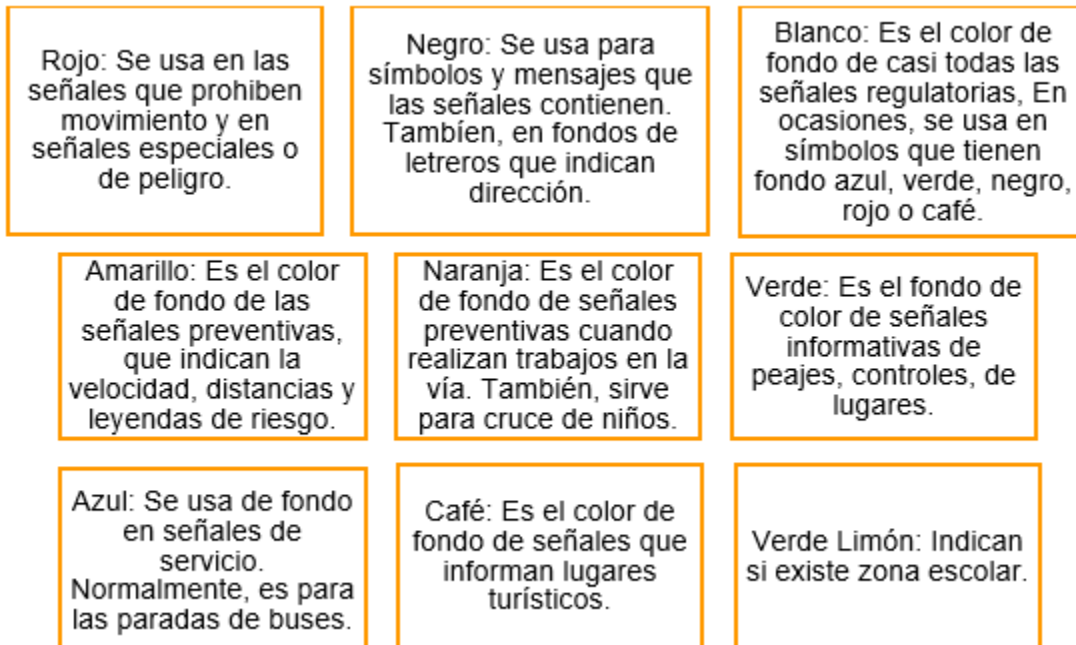 Rojo: Se usa en las
señales que prohiben
movimiento y en
señales especiales o
de peligro.
Negro: Se usa para
símbolos y mensajes que
las señales contienen.
Tambíen, en fondos de
letreros que indican
dirección.
Blanco: Es el color de
fondo de casi todas las
señales regulatorias, En
ocasiones, se usa en
símbolos que tienen
fondo azul, verde, negro,
rojo o café.
Amarillo: Es el color
de fondo de las
señales preventivas,
que indican la
velocidad, distancias y
leyendas de riesgo.
Naranja: Es el color
de fondo de señales
preventivas cuando
realizan trabajos en la
vía. También, sirve
para cruce de niños.
Verde: Es el fondo de
color de señales
informativas de
peajes, controles, de
lugares.
Azul: Se usa de fondo
en señales de
servicio.
Normalmente, es para
las paradas de buses.
Café: Es el color de
fondo de señales que
informan lugares
turísticos.
Verde Limón: Indican
si existe zona escolar.